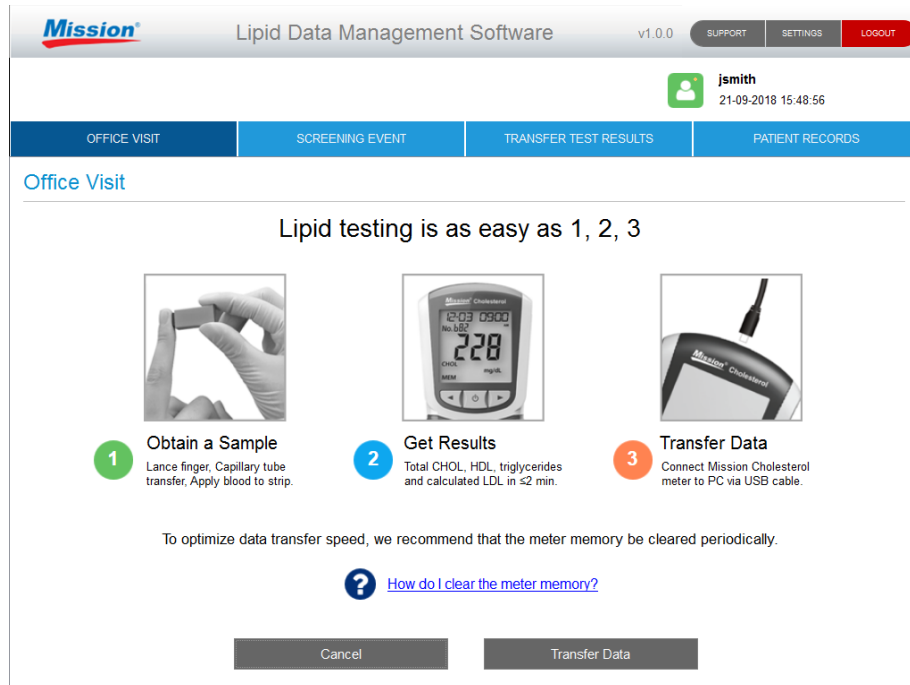 Mission®
Lipid Data Management Software
v1.0.0
SUPPORT
SETTINGS
LOGOUT
jsmith
21-09-2018 15:48:56
OFFICE VISIT
SCREENING EVENT
TRANSFER TEST RESULTS
PATIENT RECORDS
Office Visit
Lipid testing is as easy as 1, 2, 3
Mission® Cholesterol
12-03 0900
No.682
228
CHOL
mg/dL
MEM
Mission® Cholesterol
1
Obtain a Sample
Lance finger, Capillary tube
transfer, Apply blood to strip.
2
Get Results
Total CHOL, HDL, triglycerides
and calculated LDL in ≤2 min.
3
Transfer Data
Connect Mission Cholesterol
meter to PC via USB cable.
To optimize data transfer speed, we recommend that the meter memory be cleared periodically.
?
How do I clear the meter memory?
Cancel
Transfer Data